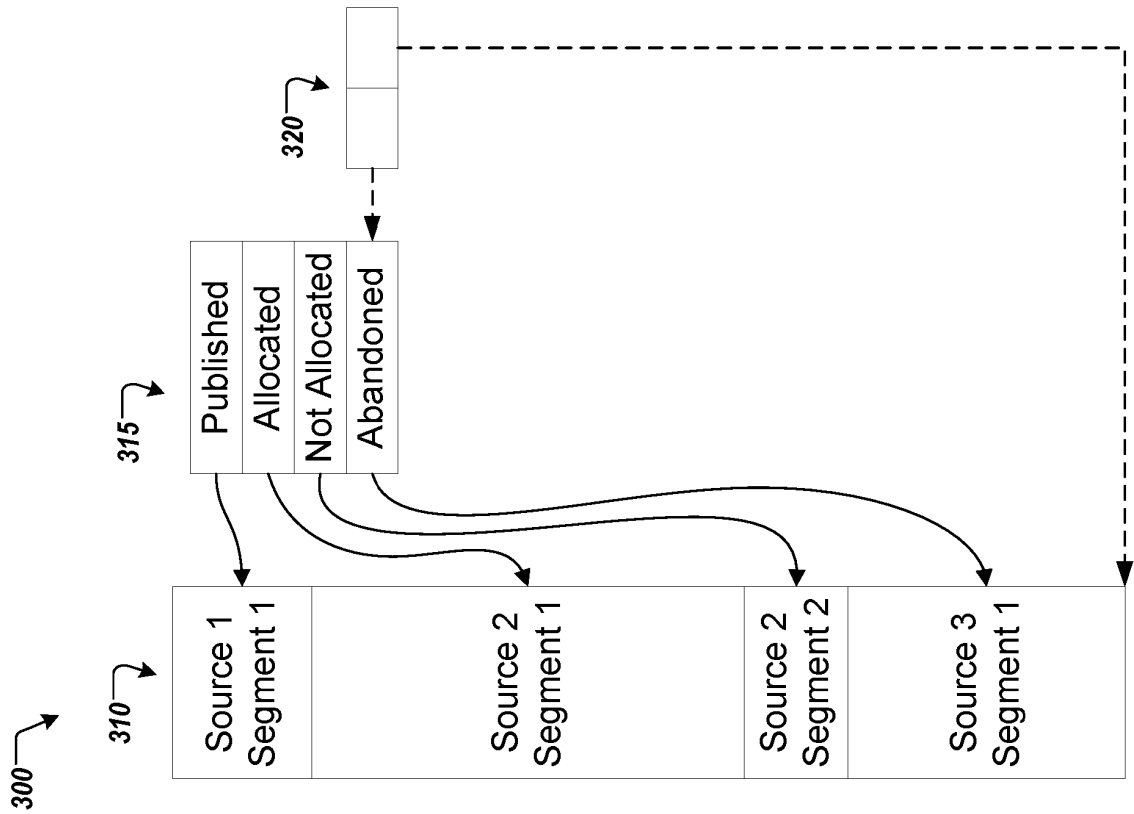 300
310
Source 1
Segment 1
Source 2
Segment 1
Source 2
Segment 2
Source 3
Segment 1
315
Published
Allocated
Not Allocated
Abandoned
320